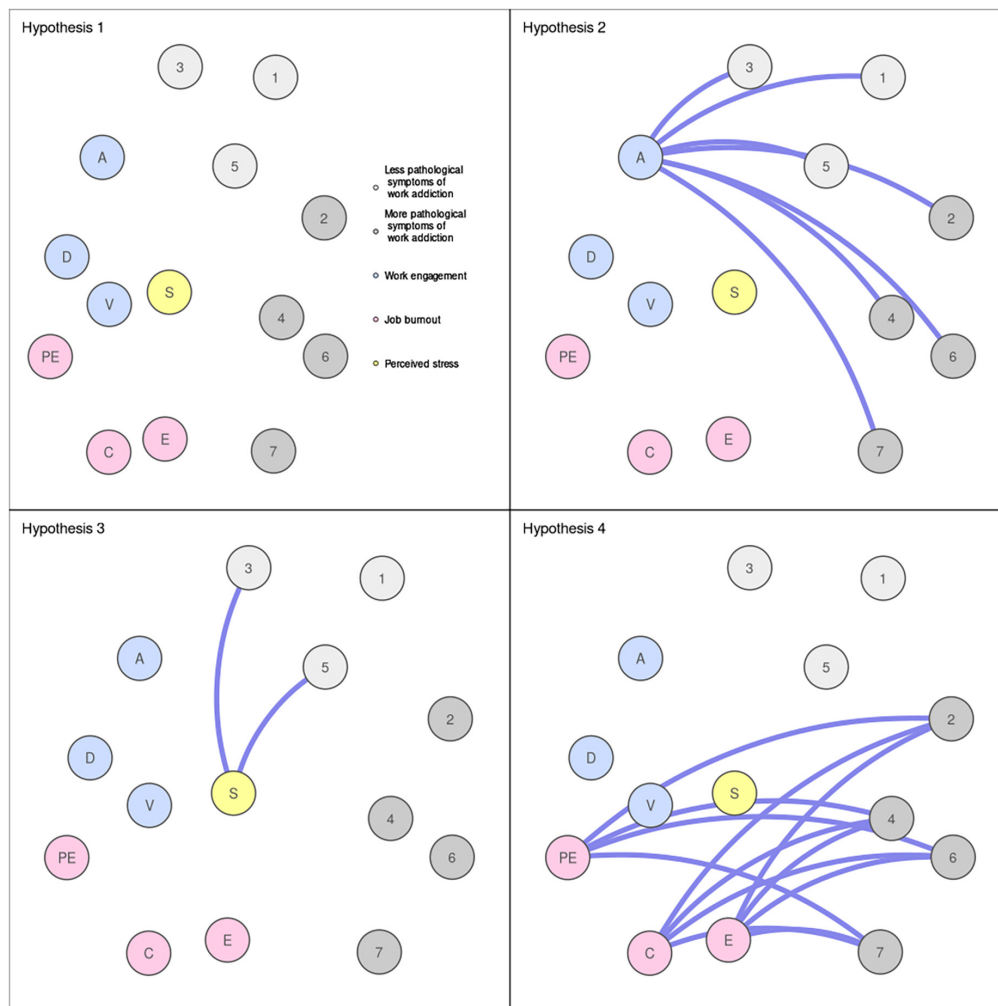 Hypothesis 1
3
1
A
5
Less pathological
symptoms of
work addiction
2
More pathological
symptoms of
work addiction
D
V
S
Work engagement
4
Job burnout
PE
6
Perceived stress
C
E
7
Hypothesis 2
3
1
A
5
2
D
V
S
4
PE
6
C
E
7
Hypothesis 3
3
1
A
5
2
D
V
S
4
PE
6
C
E
7
Hypothesis 4
3
1
A
5
2
D
V
S
4
PE
6
C
E
7